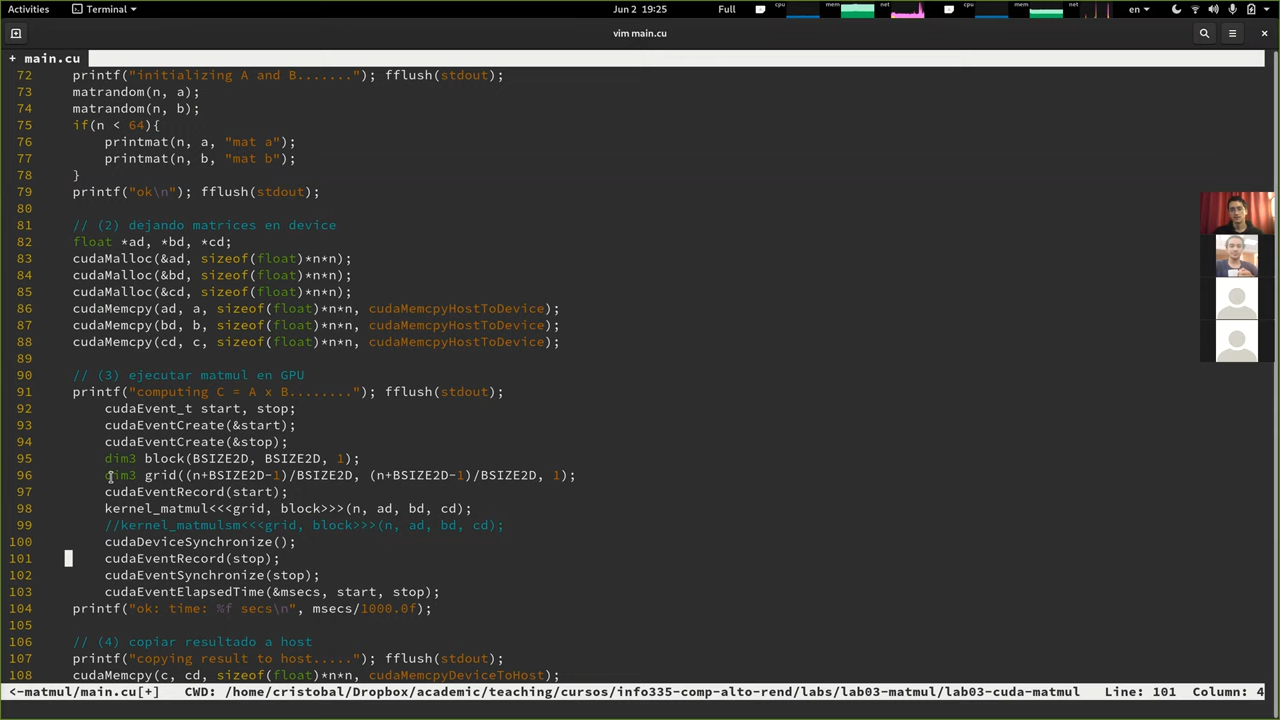 Activities Terminal Jun 2 19:25 Full cpu mem net cpu mem net en
vim main.cu
+ main.cu
72 printf("initializing A and B......."); fflush(stdout);
73 matrandom(n, a);
74 matrandom(n, b);
75 if(n < 64){
76 printmat(n, a, "mat a");
77 printmat(n, b, "mat b");
78 }
79 printf("ok\n"); fflush(stdout);
80
81 // (2) dejando matrices en device
82 float *ad, *bd, *cd;
83 cudaMalloc(&ad, sizeof(float)*n*n);
84 cudaMalloc(&bd, sizeof(float)*n*n);
85 cudaMalloc(&cd, sizeof(float)*n*n);
86 cudaMemcpy(ad, a, sizeof(float)*n*n, cudaMemcpyHostToDevice);
87 cudaMemcpy(bd, b, sizeof(float)*n*n, cudaMemcpyHostToDevice);
88 cudaMemcpy(cd, c, sizeof(float)*n*n, cudaMemcpyHostToDevice);
89
90 // (3) ejecutar matmul en GPU
91 printf("computing C = A x B........"); fflush(stdout);
92 cudaEvent_t start, stop;
93 cudaEventCreate(&start);
94 cudaEventCreate(&stop);
95 dim3 block(BSIZE2D, BSIZE2D, 1);
96 dim3 grid((n+BSIZE2D-1)/BSIZE2D, (n+BSIZE2D-1)/BSIZE2D, 1);
97 cudaEventRecord(start);
98 kernel_matmul<<<grid, block>>>(n, ad, bd, cd);
99 //kernel_matmulsm<<<grid, block>>>(n, ad, bd, cd);
100 cudaDeviceSynchronize();
101 cudaEventRecord(stop);
102 cudaEventSynchronize(stop);
103 cudaEventElapsedTime(&msecs, start, stop);
104 printf("ok: time: %f secs\n", msecs/1000.0f);
105
106 // (4) copiar resultado a host
107 printf("copying result to host....."); fflush(stdout);
108 cudaMemcpy(c, cd, sizeof(float)*n*n, cudaMemcpyDeviceToHost);
<-matmul/main.cu[+] CWD: /home/cristobal/Dropbox/academic/teaching/cursos/info335-comp-alto-rend/labs/lab03-matmul/lab03-cuda-matmul Line: 101 Column: 4